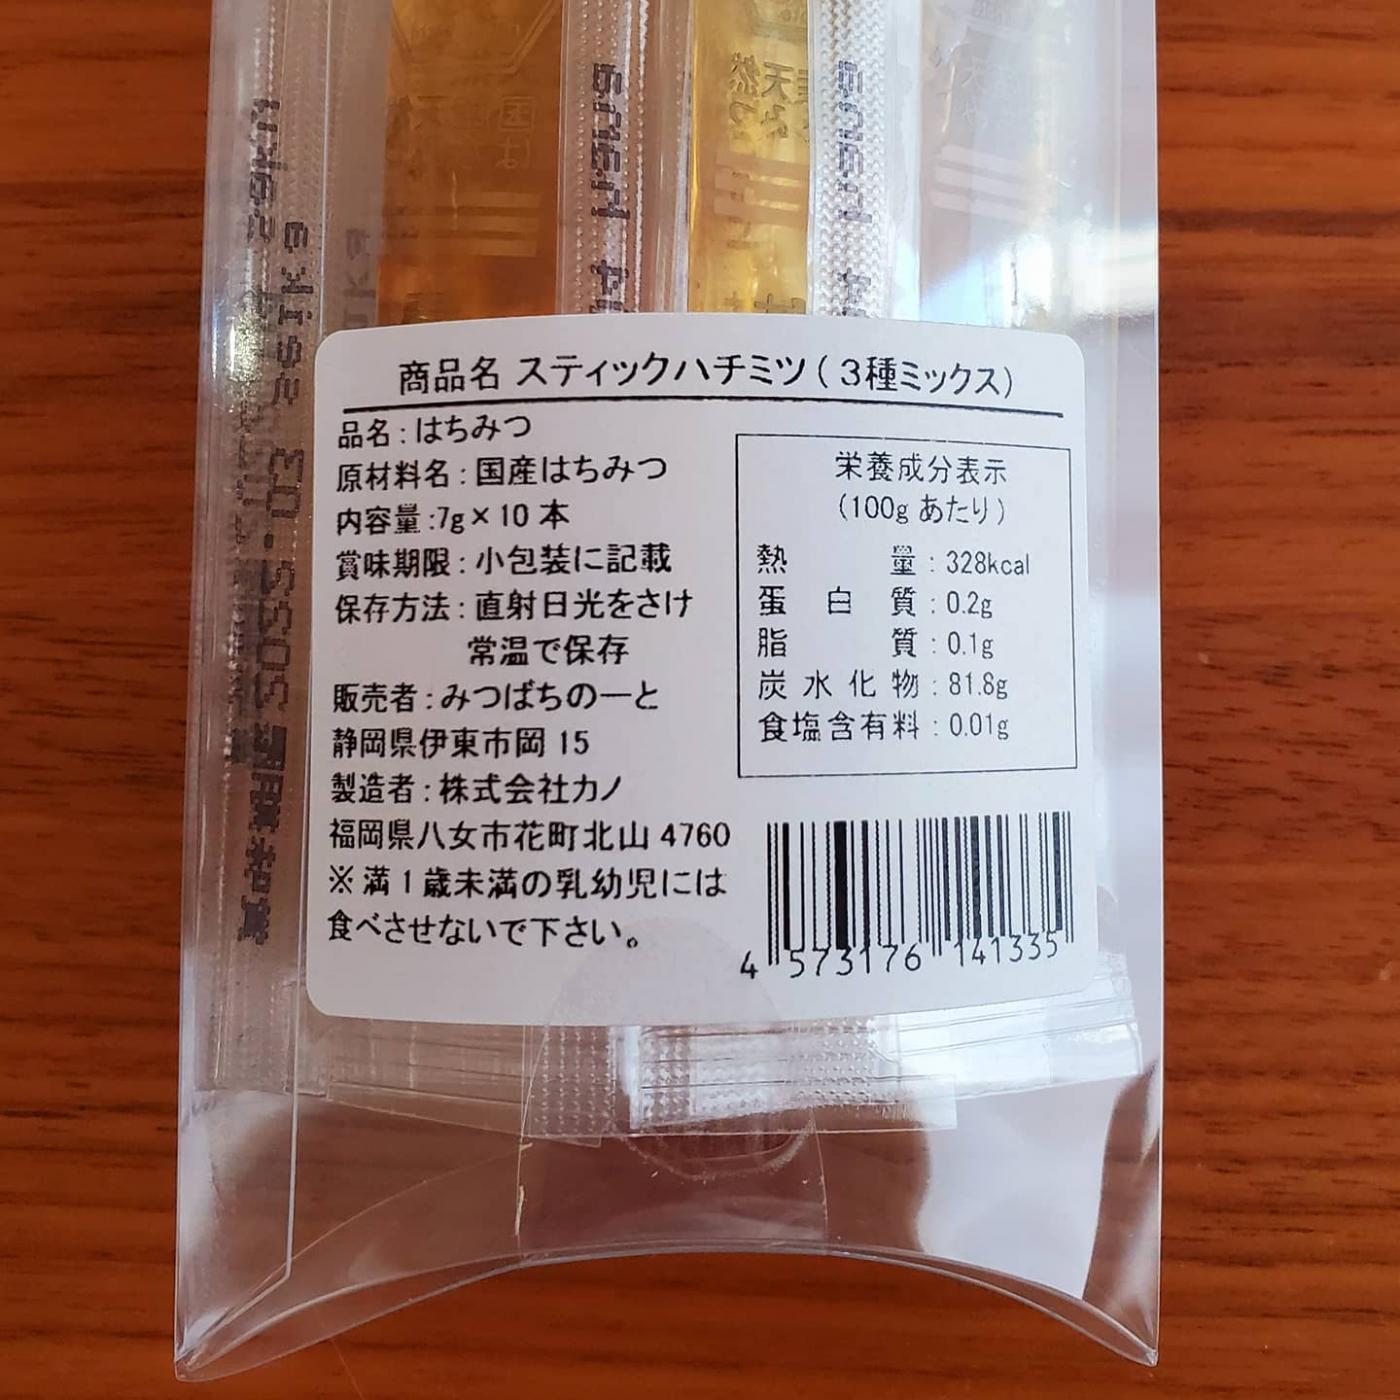 商品名 スティックハチミツ(3種ミックス)
品名:はちみつ
原材料名:国産はちみつ
内容量:7g×10本
賞味期限:小包装に記載
保存方法:直射日光をさけ
常温で保存
販売者:みつばちのーと
静岡県伊東市岡 15
製造者:株式会社カノ
福岡県八女市花町北山 4760
※満1歳未満の乳幼児には
食べさせないで下さい。
栄養成分表示
(100gあたり)
熱量:328kcal
蛋白質:0.2g
脂質:0.1g
炭水化物:81.8g
食塩含有料:0.01g
4 573176 141335